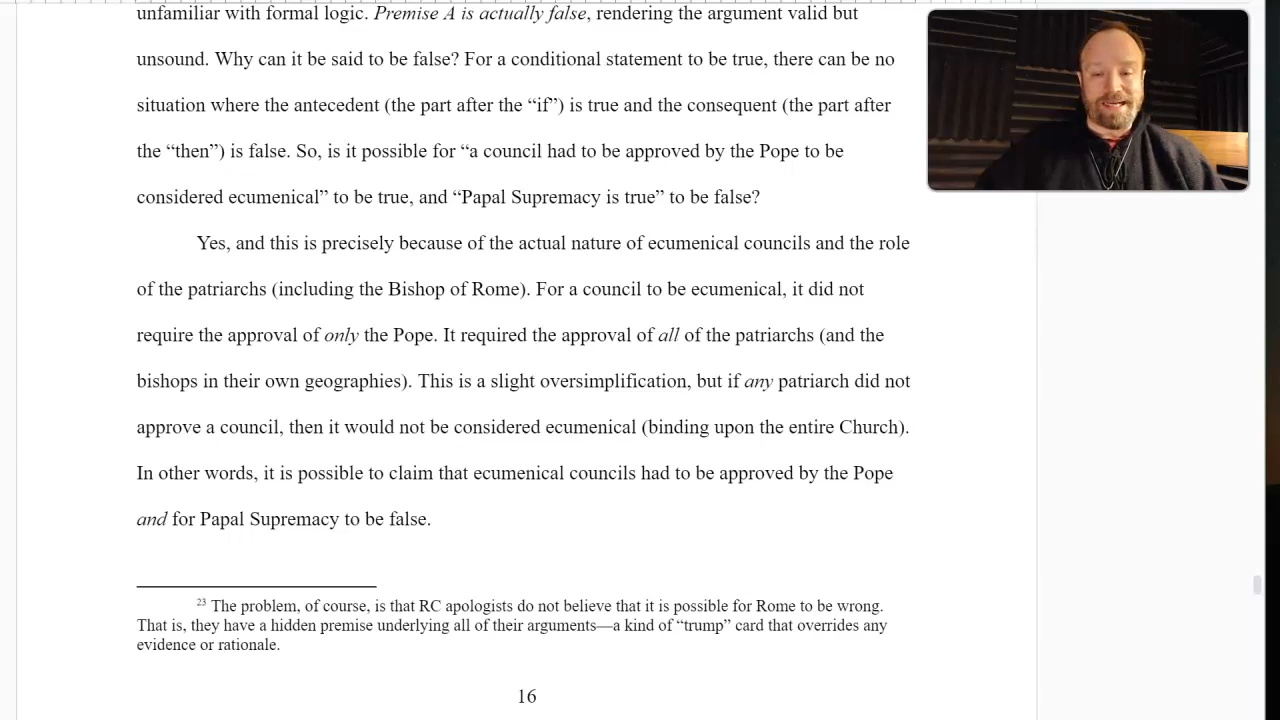 unfamiliar with formal logic. Premise A is actually false, rendering the argument valid but
unsound. Why can it be said to be false? For a conditional statement to be true, there can be no
situation where the antecedent (the part after the “if”) is true and the consequent (the part after
the “then”) is false. So, is it possible for “a council had to be approved by the Pope to be
considered ecumenical” to be true, and “Papal Supremacy is true” to be false?
Yes, and this is precisely because of the actual nature of ecumenical councils and the role
of the patriarchs (including the Bishop of Rome). For a council to be ecumenical, it did not
require the approval of only the Pope. It required the approval of all of the patriarchs (and the
bishops in their own geographies). This is a slight oversimplification, but if any patriarch did not
approve a council, then it would not be considered ecumenical (binding upon the entire Church).
In other words, it is possible to claim that ecumenical councils had to be approved by the Pope
and for Papal Supremacy to be false.
23 The problem, of course, is that RC apologists do not believe that it is possible for Rome to be wrong.
That is, they have a hidden premise underlying all of their arguments—a kind of “trump” card that overrides any
evidence or rationale.
16